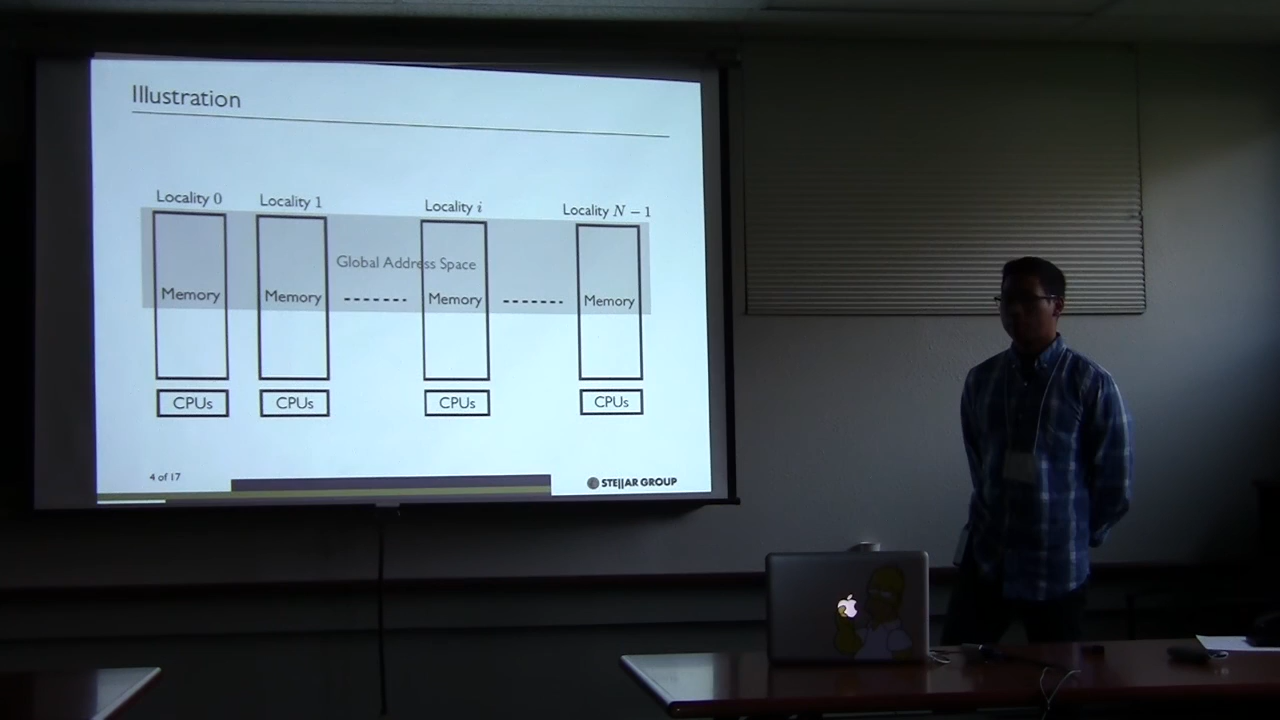 Illustration
Locality 0 Locality 1 Locality i Locality N − 1
Global Address Space
Memory Memory Memory Memory
CPUs CPUs CPUs CPUs
4 of 17
STE||AR GROUP